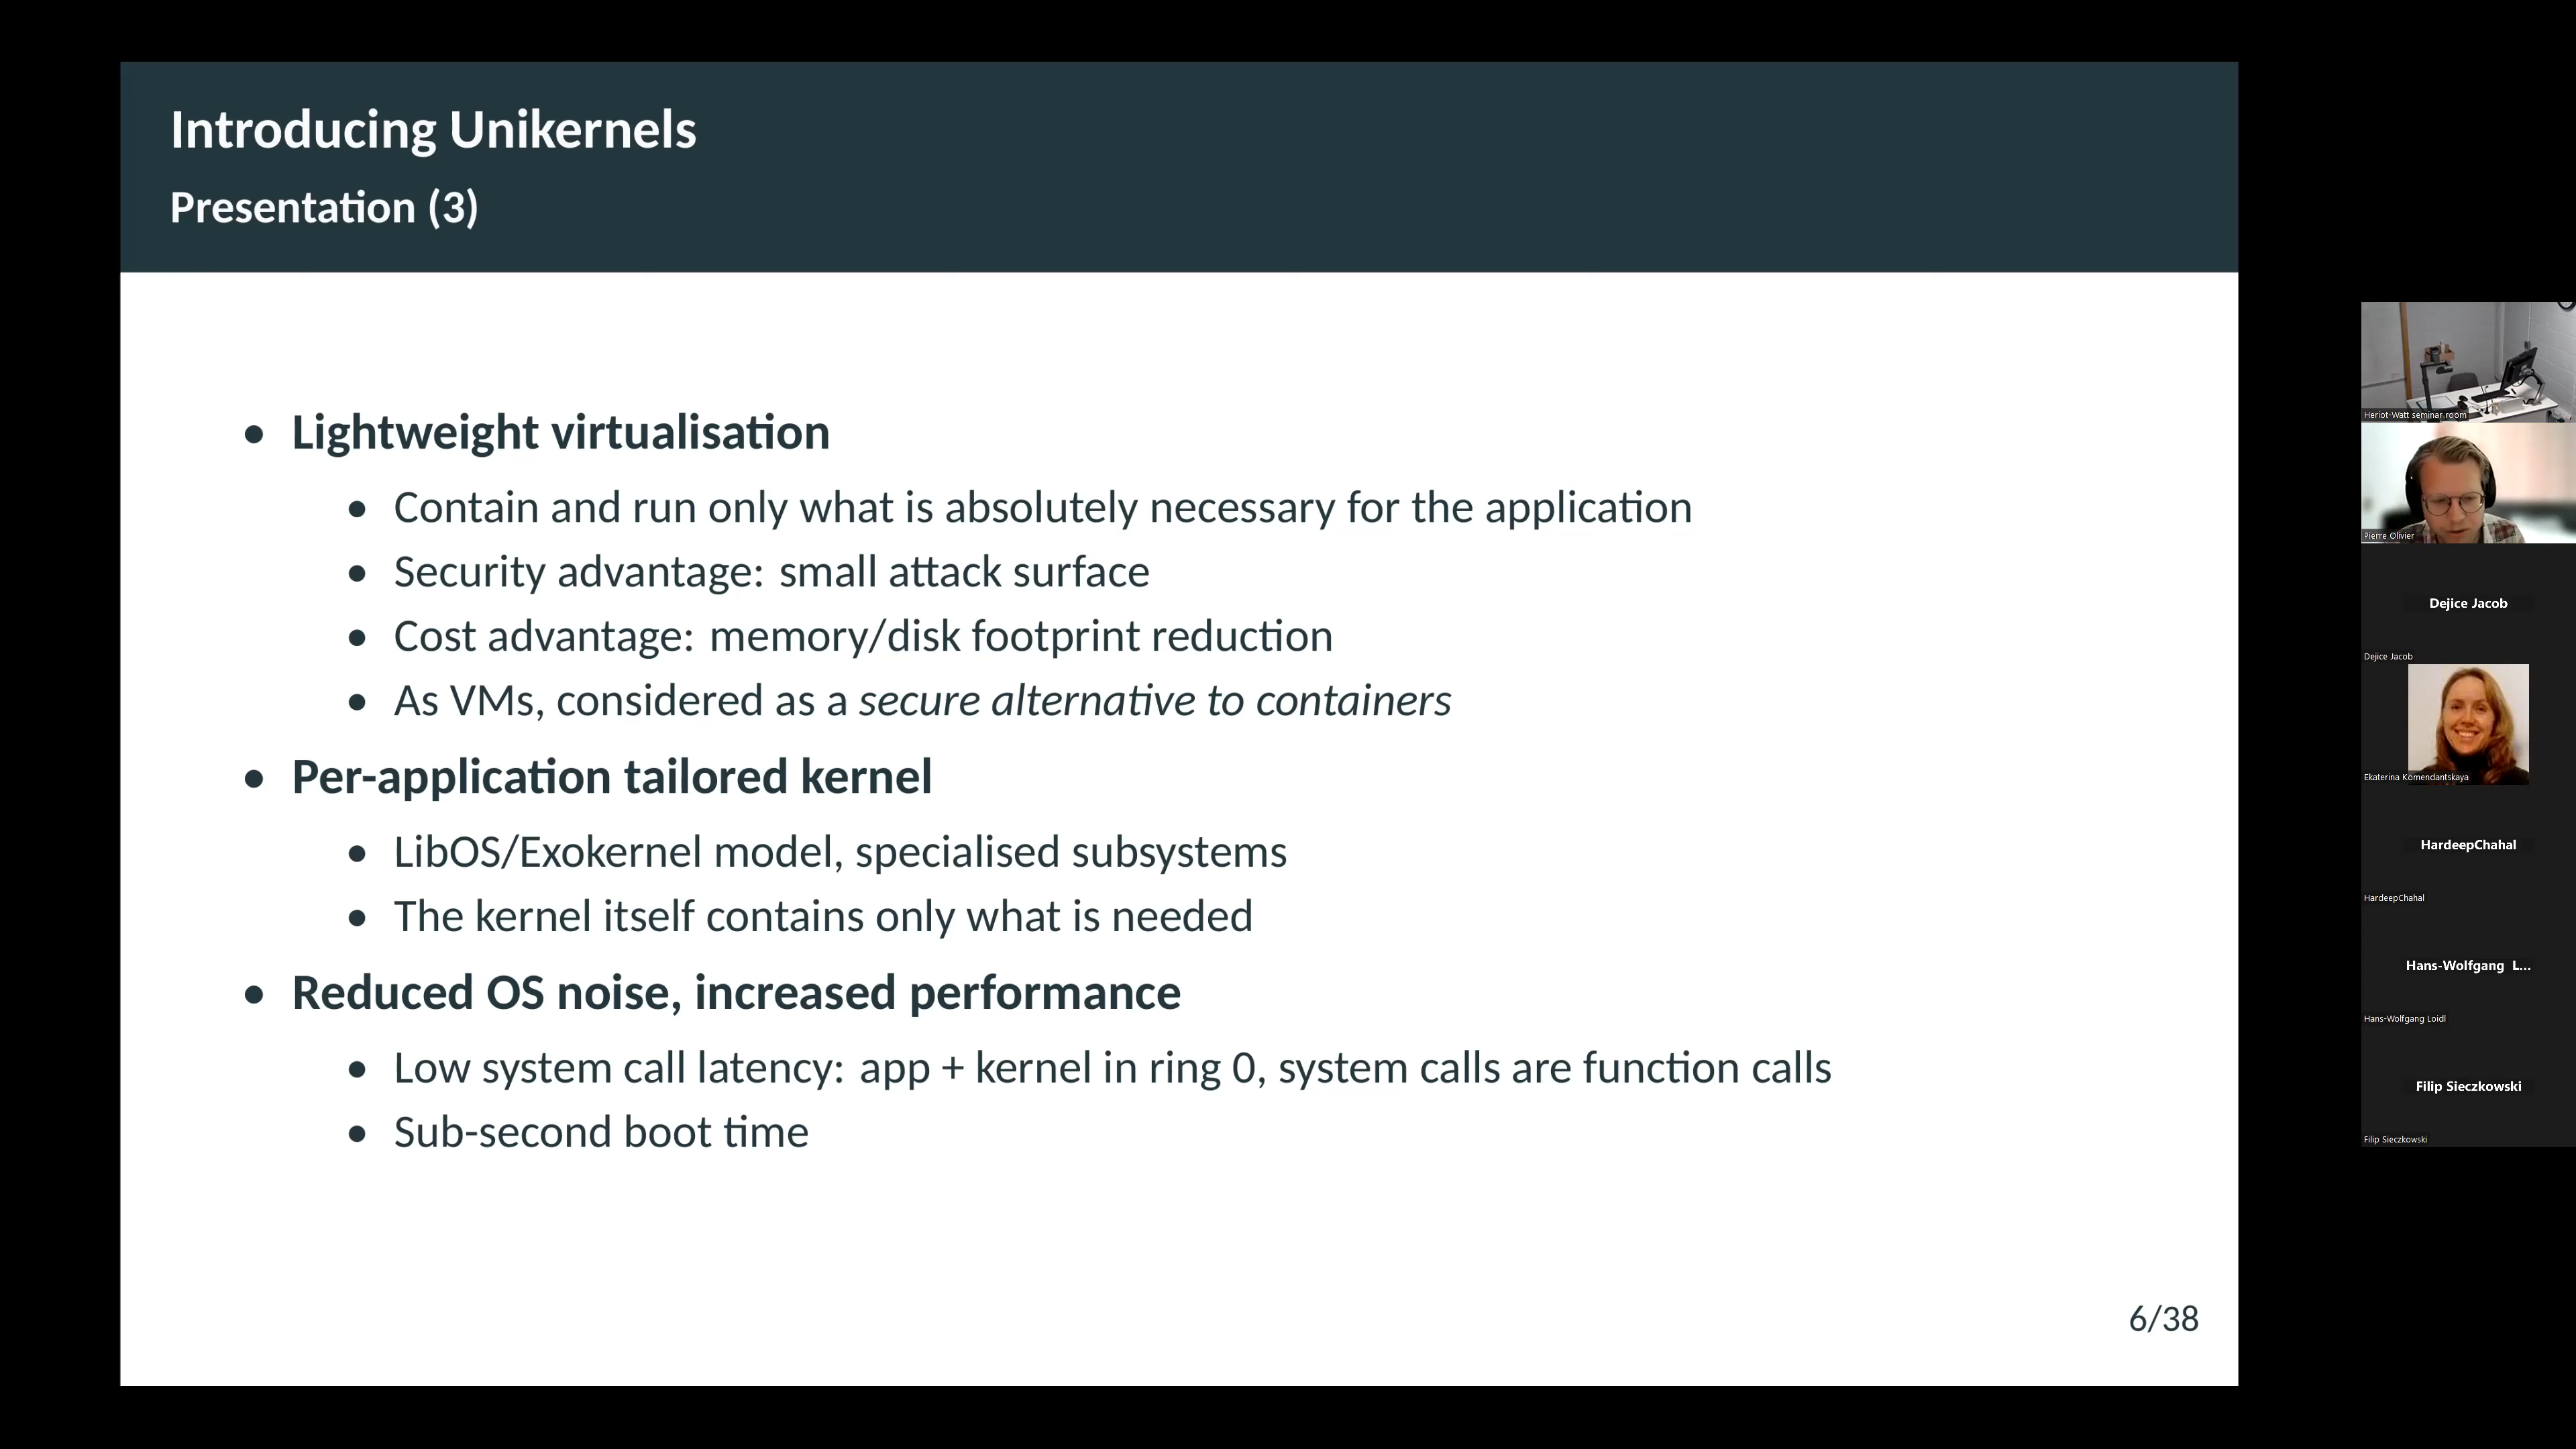 Introducing Unikernels
Presentation (3)
• Lightweight virtualisation
• Contain and run only what is absolutely necessary for the application
• Security advantage: small attack surface
• Cost advantage: memory/disk footprint reduction
• As VMs, considered as a secure alternative to containers
• Per-application tailored kernel
• LibOS/Exokernel model, specialised subsystems
• The kernel itself contains only what is needed
• Reduced OS noise, increased performance
• Low system call latency: app + kernel in ring 0, system calls are function calls
• Sub-second boot time
6/38
Heriot-Watt seminar room
Pierre Olivier
Dejice Jacob
Dejice Jacob
Ekaterina Komendantskaya
HardeepChahal
HardeepChahal
Hans-Wolfgang L...
Hans-Wolfgang Loidl
Filip Sieczkowski
Filip Sieczkowski